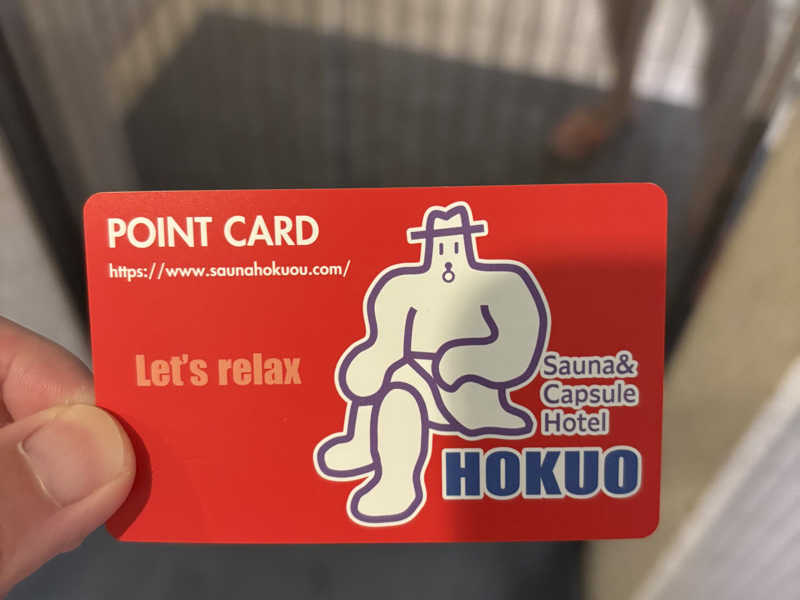 POINT CARD
https://www.saunahokuou.com/
Let's relax
Sauna&
Capsule
Hotel
HOKUO